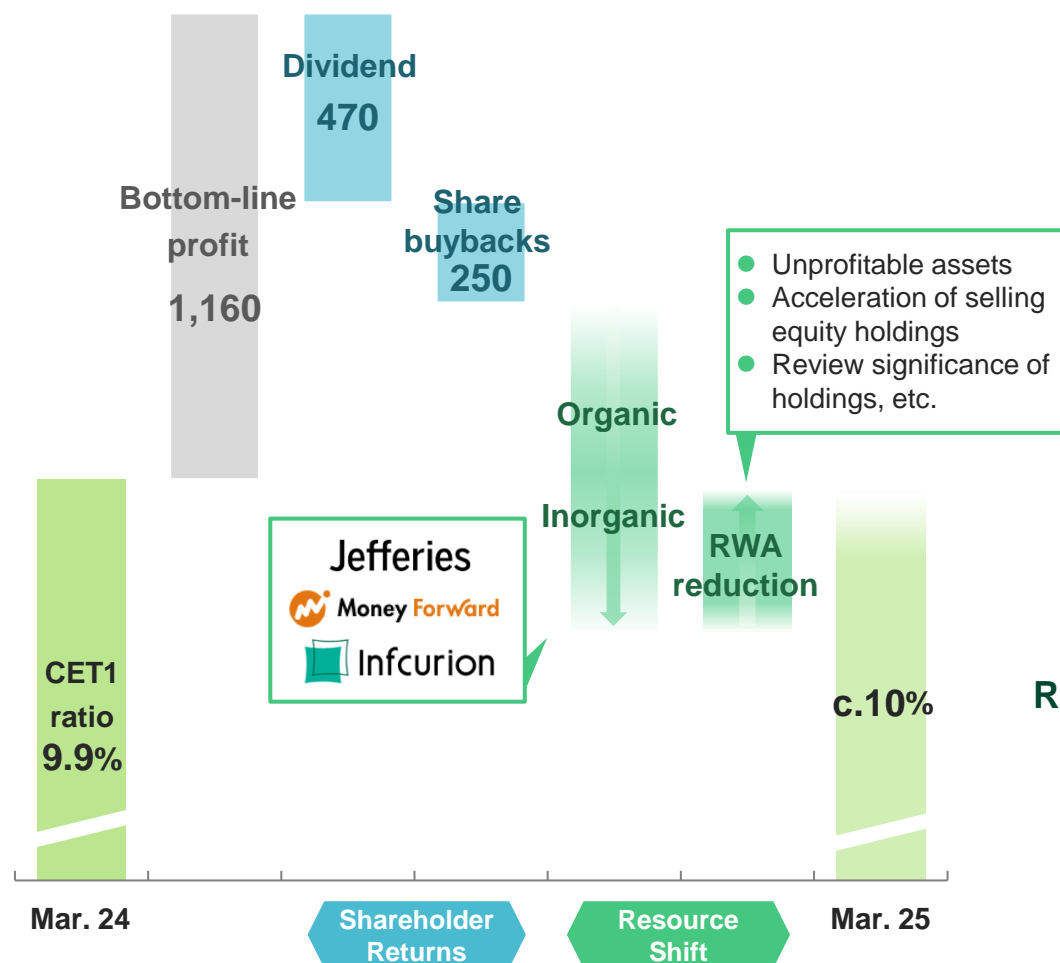 Dividend
470
Bottom-line
profit
1,160
Share
buybacks
250
● Unprofitable assets
● Acceleration of selling
equity holdings
● Review significance of
holdings, etc.
Organic
Inorganic
RWA
reduction
Jefferies
Money Forward
Infcurion
CET1
ratio
9.9%
c.10%
R
Mar. 24
Shareholder
Returns
Resource
Shift
Mar. 25